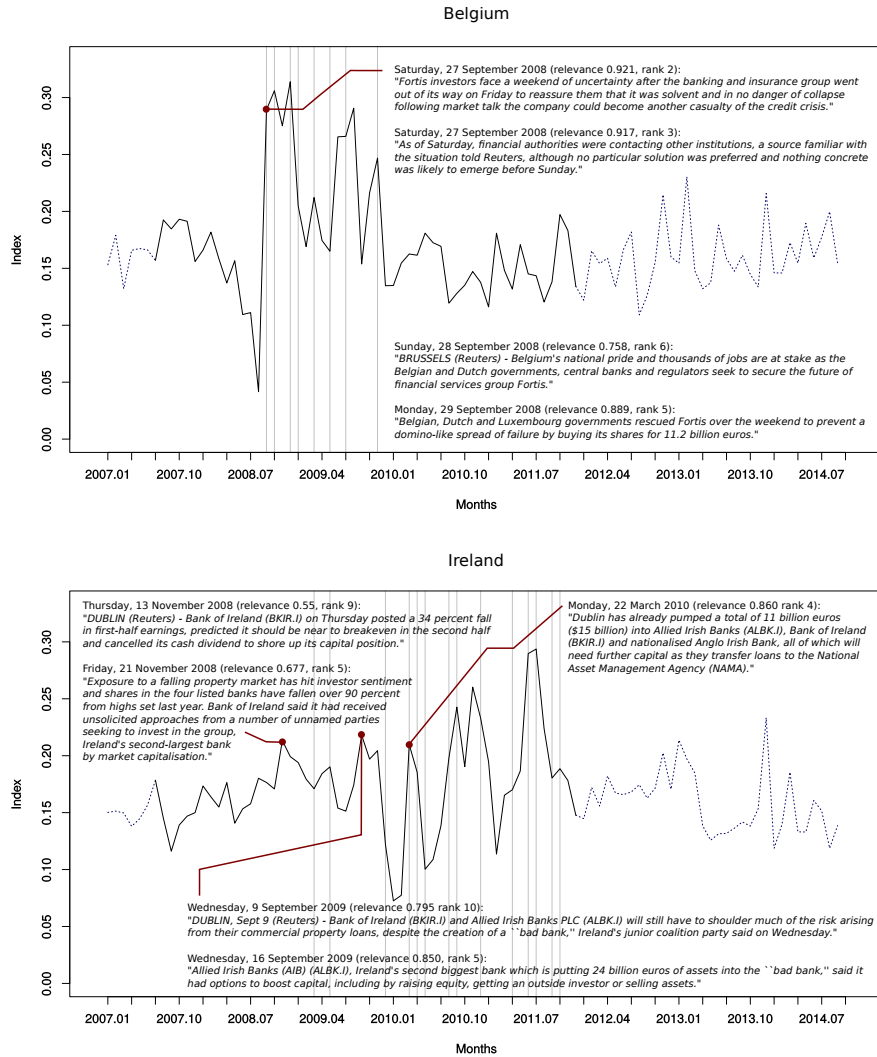 Belgium
Saturday, 27 September 2008 (relevance 0.921, rank 2):
"Fortis investors face a weekend of uncertainty after the banking and insurance group went
out of its way on Friday to reassure them that it was solvent and in no danger of collapse
following market talk the company could become another casualty of the credit crisis."
Saturday, 27 September 2008 (relevance 0.917, rank 3):
"As of Saturday, financial authorities were contacting other institutions, a source familiar with
the situation told Reuters, although no particular solution was preferred and nothing concrete
was likely to emerge before Sunday."
Sunday, 28 September 2008 (relevance 0.758, rank 6):
"BRUSSELS (Reuters) - Belgium's national pride and thousands of jobs are at stake as the
Belgian and Dutch governments, central banks and regulators seek to secure the future of
financial services group Fortis."
Monday, 29 September 2008 (relevance 0.889, rank 5):
"Belgian, Dutch and Luxembourg governments rescued Fortis over the weekend to prevent a
domino-like spread of failure by buying its shares for 11.2 billion euros."
Index
0.30
0.25
0.20
0.15
0.10
0.05
0.00
2007.01 2007.10 2008.07 2009.04 2010.01 2010.10 2011.07 2012.04 2013.01 2013.10 2014.07
Months
Ireland
Thursday, 13 November 2008 (relevance 0.55, rank 9):
"DUBLIN (Reuters) - Bank of Ireland (BKIR.I) on Thursday posted a 34 percent fall
in first-half earnings, predicted it should be near to breakeven in the second half
and cancelled its cash dividend to shore up its capital position."
Friday, 21 November 2008 (relevance 0.677, rank 5):
"Exposure to a falling property market has hit investor sentiment
and shares in the four listed banks have fallen over 90 percent
from highs set last year. Bank of Ireland said it had received
unsolicited approaches from a number of unnamed parties
seeking to invest in the group,
Ireland's second-largest bank
by market capitalisation."
Monday, 22 March 2010 (relevance 0.860 rank 4):
"Dublin has already pumped a total of 11 billion euros
($15 billion) into Allied Irish Banks (ALBK.I), Bank of Ireland
(BKIR.I) and nationalised Anglo Irish Bank, all of which will
need further capital as they transfer loans to the National
Asset Management Agency (NAMA)."
Wednesday, 9 September 2009 (relevance 0.795 rank 10):
"DUBLIN, Sept 9 (Reuters) - Bank of Ireland (BKIR.I) and Allied Irish Banks PLC (ALBK.I) will still have to shoulder much of the risk arising
from their commercial property loans, despite the creation of a ``bad bank,'' Ireland's junior coalition party said on Wednesday."
Wednesday, 16 September 2009 (relevance 0.850, rank 5):
"Allied Irish Banks (AIB) (ALBK.I), Ireland's second biggest bank which is putting 24 billion euros of assets into the ``bad bank,'' said it
had options to boost capital, including by raising equity, getting an outside investor or selling assets."
Index
0.30
0.25
0.20
0.15
0.10
0.05
0.00
2007.01 2007.10 2008.07 2009.04 2010.01 2010.10 2011.07 2012.04 2013.01 2013.10 2014.07
Months